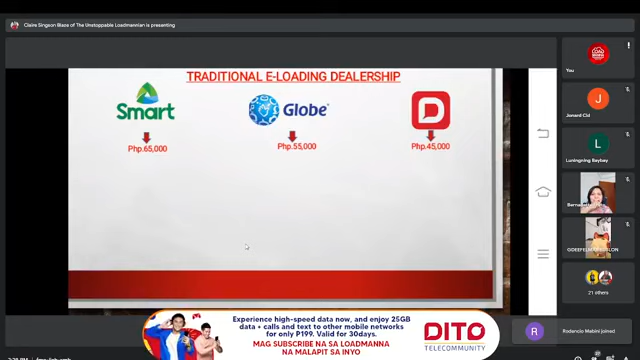 Claire Singson Biaoe of The Unstoppable Loadmannian is presenting
TRADITIONAL E-LOADING DEALERSHIP
Smart
Globe
D
Php.65,000
Php.55,000
Php.45,000
You
J
Jomard Cid
L
Luningning Baybay
21 others
R
Rodencio Mabini joined
Experience high-speed data now, and enjoy 25GB
data + calls and text to other mobile networks
for only P199. Valid for 30days.
MAG SUBSCRIBE NA SA LOADMANNA
NA MALAPIT SA INYO
DITO
TELECOMMUNITY